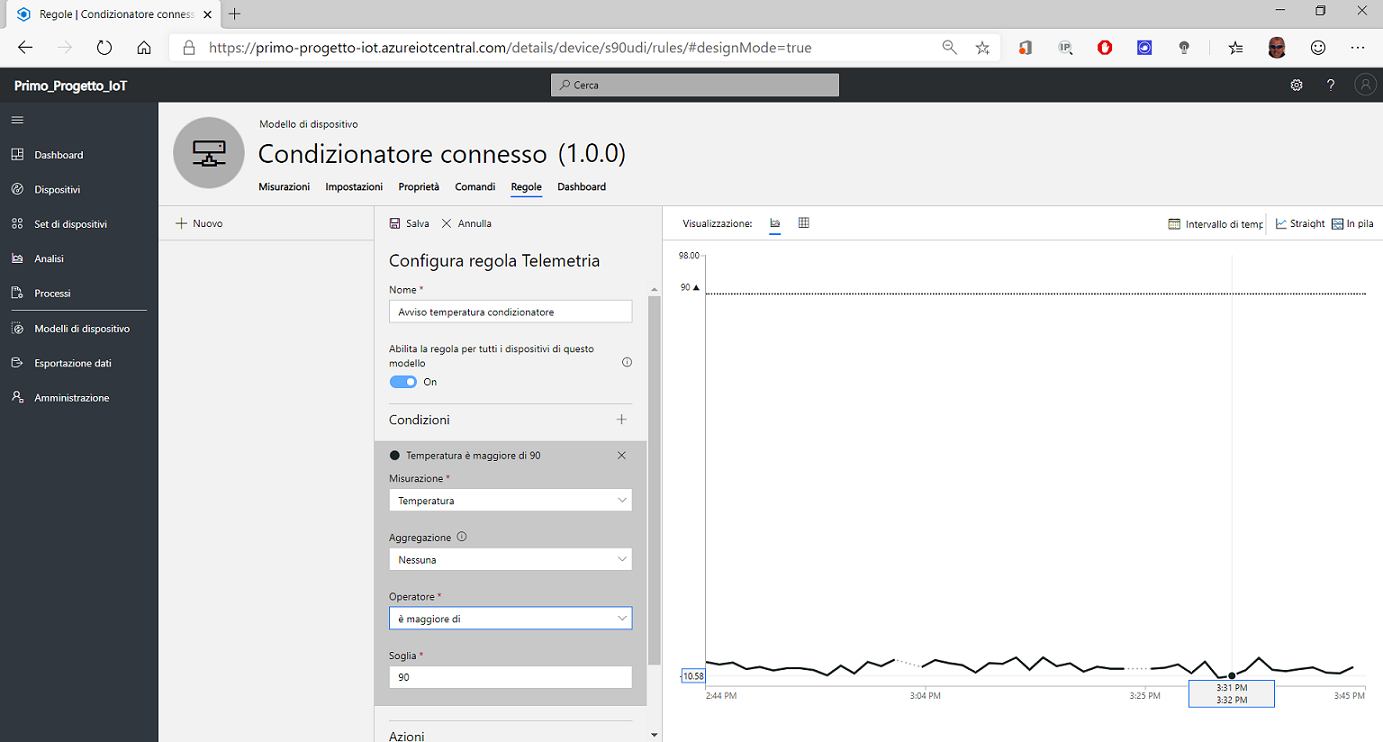 Regole | Condizionatore conness
https://primo-progetto-iot.azureiotcentral.com/details/device/s90udi/rules/#designMode=true
IP
Primo_Progetto_IoT
Cerca
?
Dashboard
Dispositivi
Set di dispositivi
Analisi
Processi
Modelli di dispositivo
Esportazione dati
Amministrazione
Modello di dispositivo
Condizionatore connesso (1.0.0)
Misurazioni Impostazioni Proprietà Comandi Regole Dashboard
Nuovo
Salva Annulla
Configura regola Telemetria
Nome *
Avviso temperatura condizionatore
Abilita la regola per tutti i dispositivi di questo
modello
On
Condizioni
Temperatura è maggiore di 90
Misurazione *
Temperatura
Aggregazione
Nessuna
Operatore *
è maggiore di
Soglia *
90
Azioni
Visualizzazione:
Intervallo di temp
Straight
In pila
98.00
90
-10.58
2:44 PM
3:04 PM
3:25 PM
3:31 PM
3:32 PM
3:45 PM